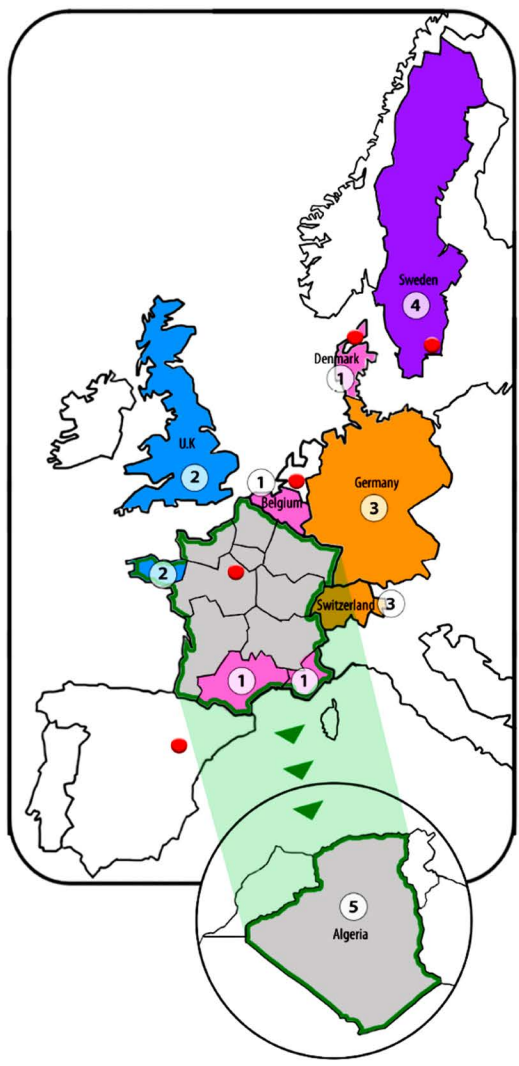 Sweden
4
Denmark
1
U.K
2
1
Belgium
Germany
3
2
Switzerland
3
1
1
5
Algeria